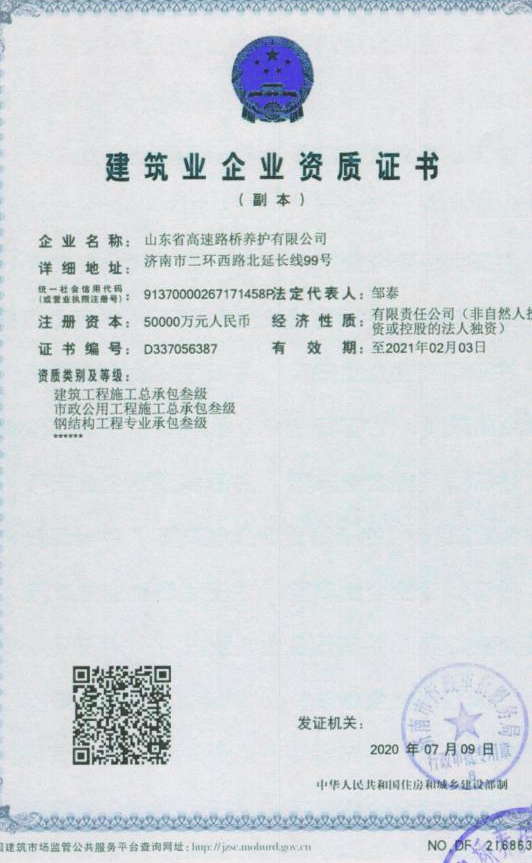 建筑业企业资质证书
（副本）
企业名称：山东省高速路桥养护有限公司
详细地址：济南市二环西路北延长线99号
统一社会信用代码
（或营业执照注册号）：91370000267171458P 法定代表人：邹泰
注册资本：50000万元人民币 经济性质：有限责任公司（非自然人投
资或控股的法人独资）
证书编号：D337056387 有效期：至2021年02月03日
资质类别及等级：
建筑工程施工总承包叁级
市政公用工程施工总承包叁级
钢结构工程专业承包叁级
******
发证机关：
济南市行政审批服务局
行政审批专用章
2020年07月09日
中华人民共和国住房和城乡建设部制
国建筑市场监管公共服务平台查询网址：http://jzsc.mohurd.gov.cn
NO.DF 216863